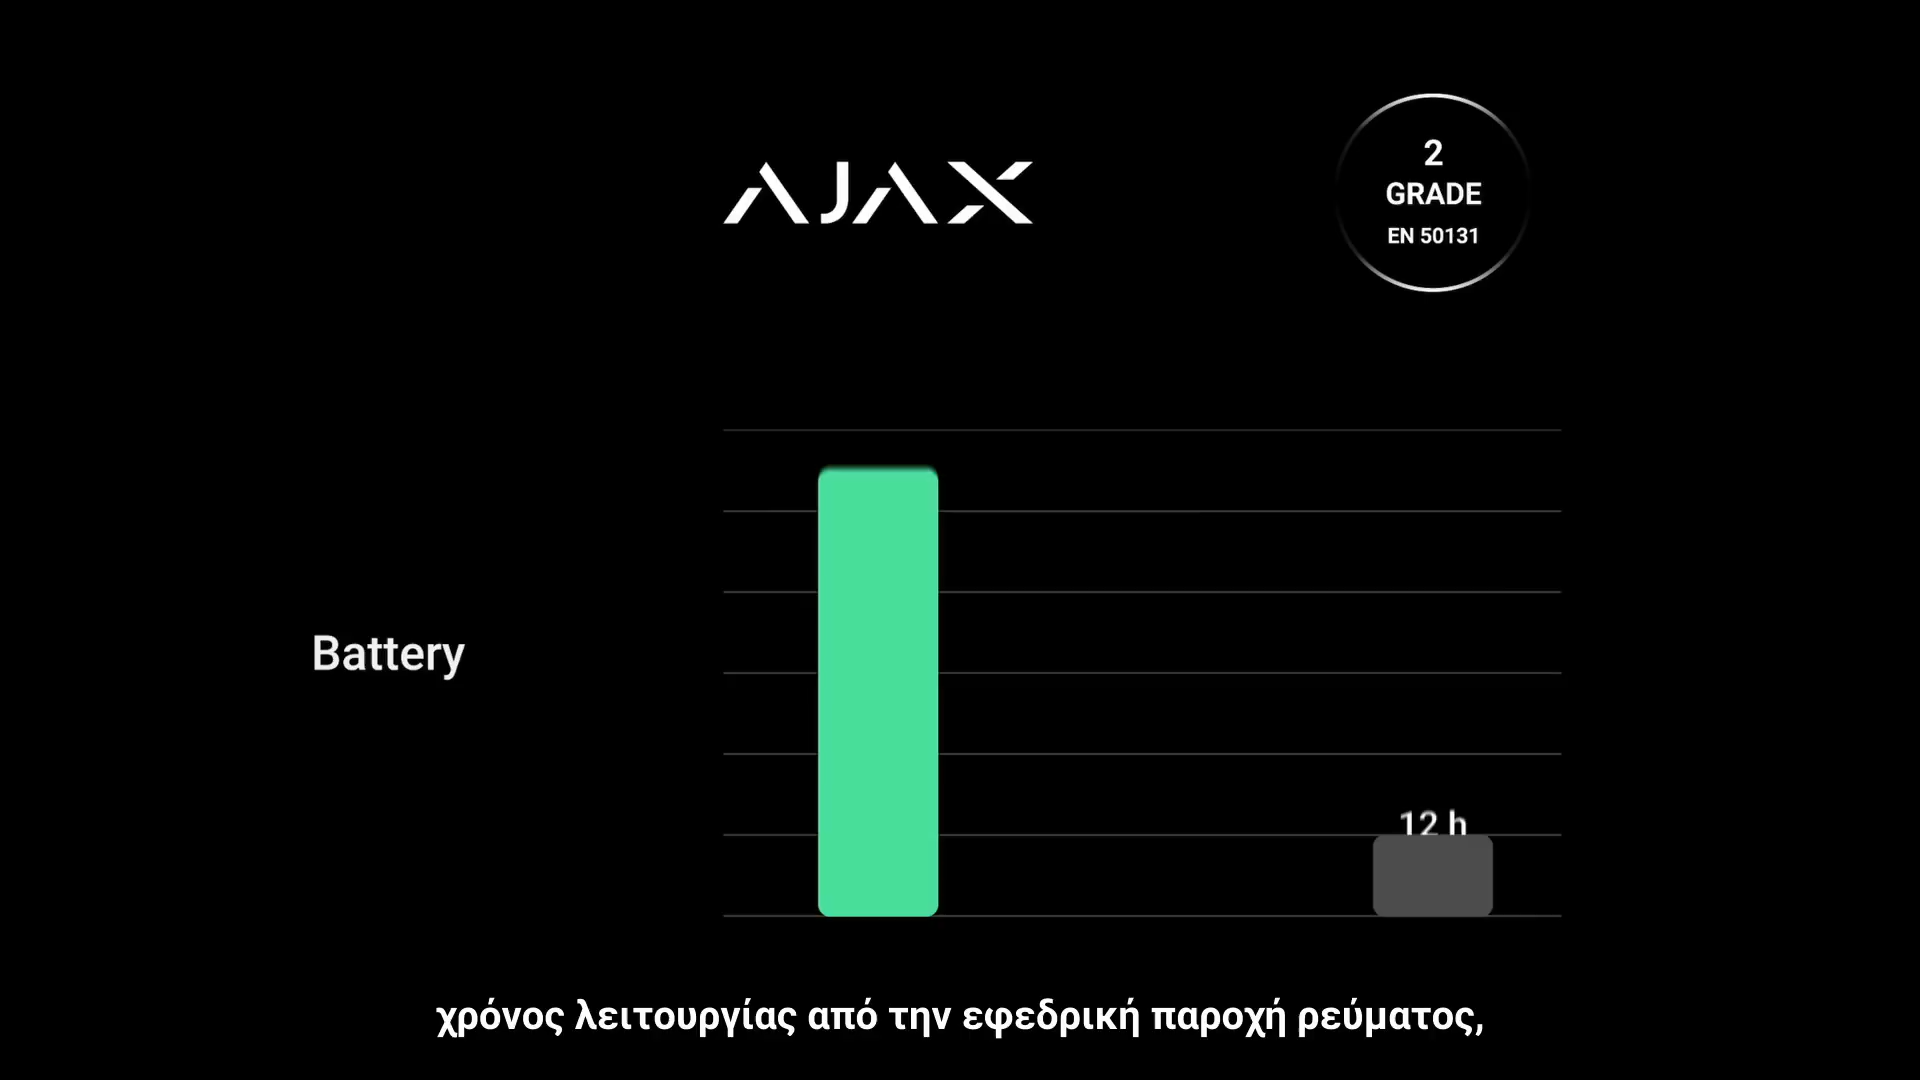 AJAX
2
GRADE
EN 50131
Battery
12 h
χρόνος λειτουργίας από την εφεδρική παροχή ρεύματος,